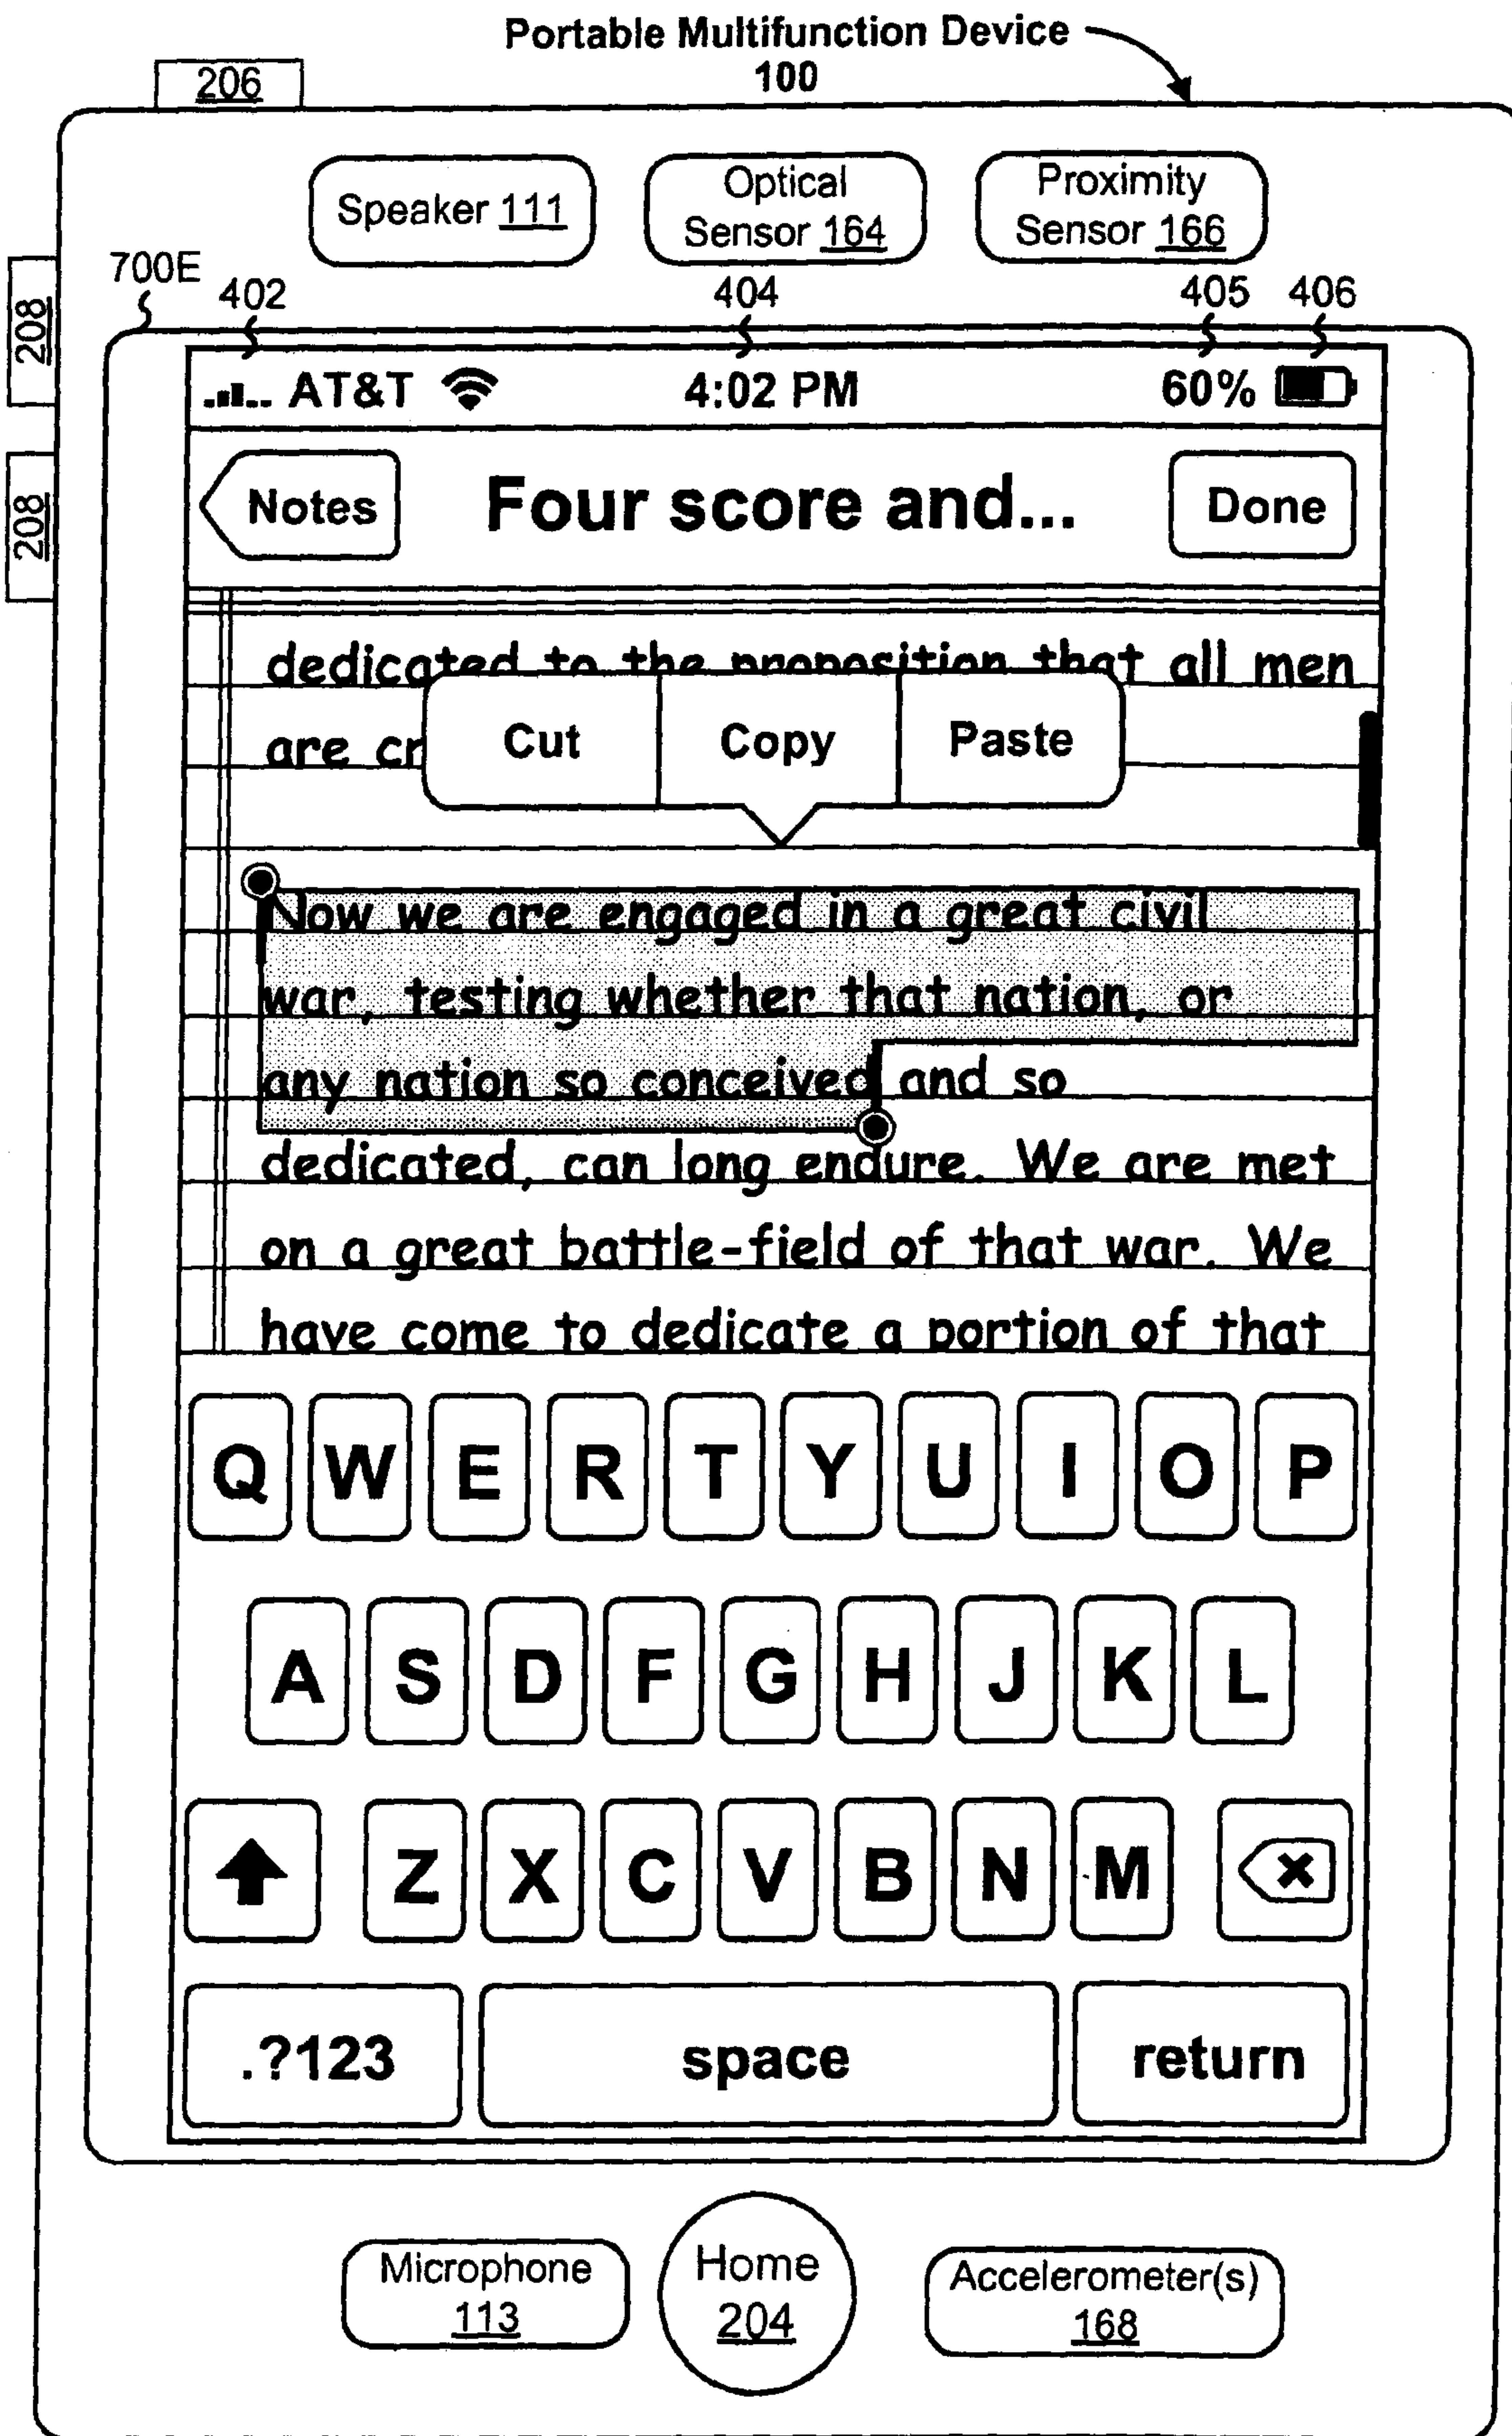 Portable Multifunction Device
100
206
Speaker 111
Optical
Sensor 164
Proximity
Sensor 166
208
208
700E
402
404
405
406
AT&T
4:02 PM
60%
Notes
Four score and...
Done
dedicated to the proposition that all men
are cr
Cut
Copy
Paste
Now we are engaged in a great civil
war, testing whether that nation, or
any nation so conceived and so
dedicated, can long endure. We are met
on a great battle-field of that war. We
have come to dedicate a portion of that
Q W E R T Y U I O P
A S D F G H J K L
Z X C V B N M
.?123
space
return
Microphone
113
Home
204
Accelerometer(s)
168